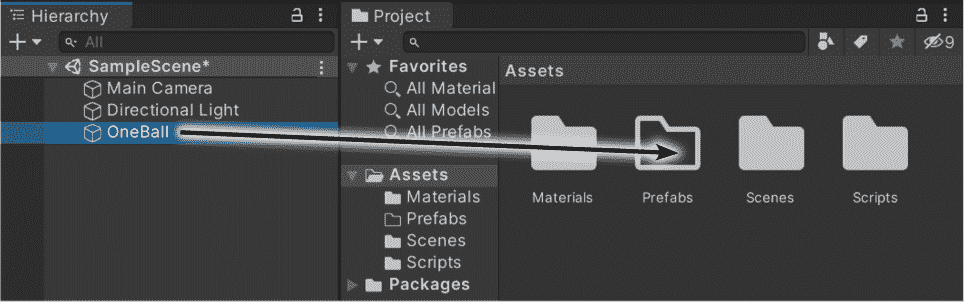 Hierarchy
All
SampleScene*
Main Camera
Directional Light
OneBall
Project
9
Favorites
All Material
All Models
All Prefabs
Assets
Materials
Prefabs
Scenes
Scripts
Packages
Assets
Materials
Prefabs
Scenes
Scripts